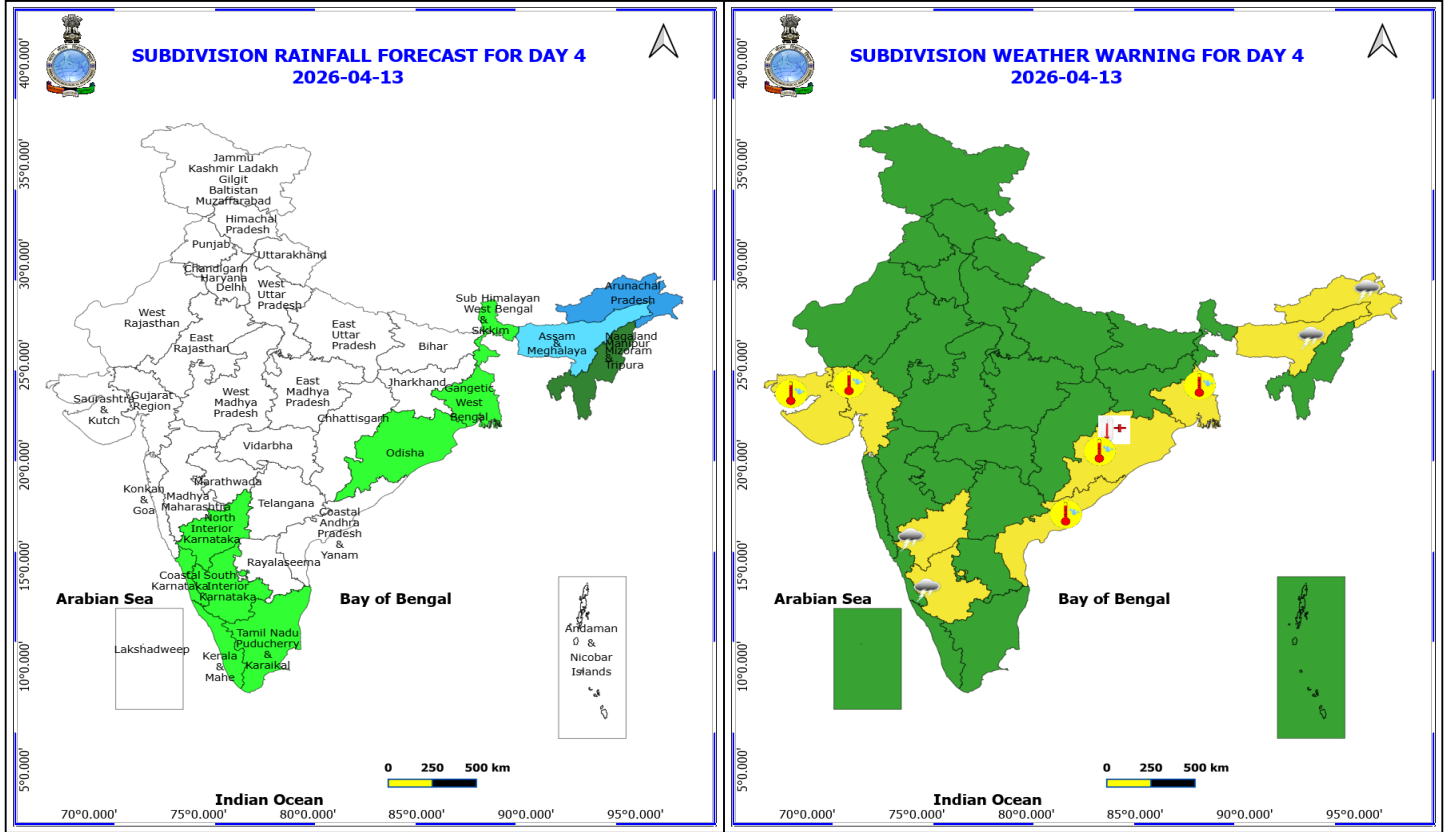 SUBDIVISION RAINFALL FORECAST FOR DAY 4
2026-04-13
40°0.000'
35°0.000'
30°0.000'
25°0.000'
20°0.000'
15°0.000'
10°0.000'
5°0.000'
Jammu
Kashmir Ladakh
Gilgit
Baltistan
Muzaffarabad
Himachal
Pradesh
Punjab
Uttarakhand
Chandigarh
Haryana
Delhi
West
Uttar
Pradesh
West
Rajasthan
East
Rajasthan
East
Uttar
Pradesh
Bihar
Sub Himalayan
West Bengal
&
Sikkim
Arunachal
Pradesh
Assam
&
Meghalaya
Nagaland
Manipur
Mizoram
&
Tripura
Saurashtra
&
Kutch
Gujarat
Region
West
Madhya
Pradesh
East
Madhya
Pradesh
Jharkhand
Gangetic
West
Bengal
Chhattisgarh
Odisha
Vidarbha
Konkan
&
Goa
Madhya
Maharashtra
Marathwada
Telangana
North
Interior
Karnataka
Coastal
Andhra
Pradesh
&
Yanam
Rayalaseema
Coastal
Karnataka
South
Interior
Karnataka
Tamil Nadu
Puducherry
&
Karaikal
Kerala
&
Mahe
Arabian Sea
Bay of Bengal
Lakshadweep
Andaman
&
Nicobar
Islands
0 250 500 km
Indian Ocean
70°0.000' 75°0.000' 80°0.000' 85°0.000' 90°0.000' 95°0.000'
SUBDIVISION WEATHER WARNING FOR DAY 4
2026-04-13
40°0.000'
35°0.000'
30°0.000'
25°0.000'
20°0.000'
15°0.000'
10°0.000'
5°0.000'
Arabian Sea
Bay of Bengal
0 250 500 km
Indian Ocean
70°0.000' 75°0.000' 80°0.000' 85°0.000' 90°0.000' 95°0.000'